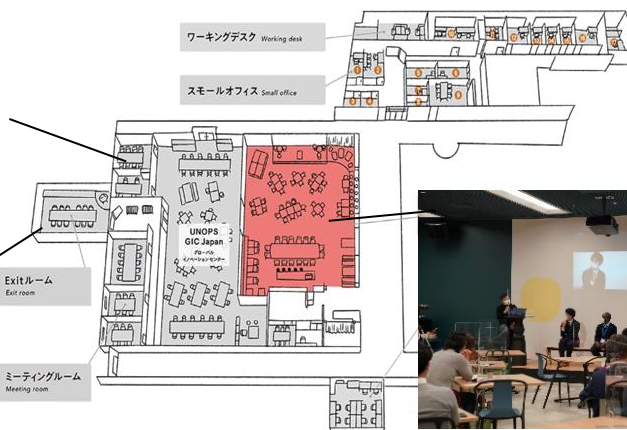 ワーキングデスク Working desk
スモールオフィス Small office
UNOPS
GIC Japan
グローバル
イノベーションセンター
Exitルーム
Exit room
ミーティングルーム
Meeting room